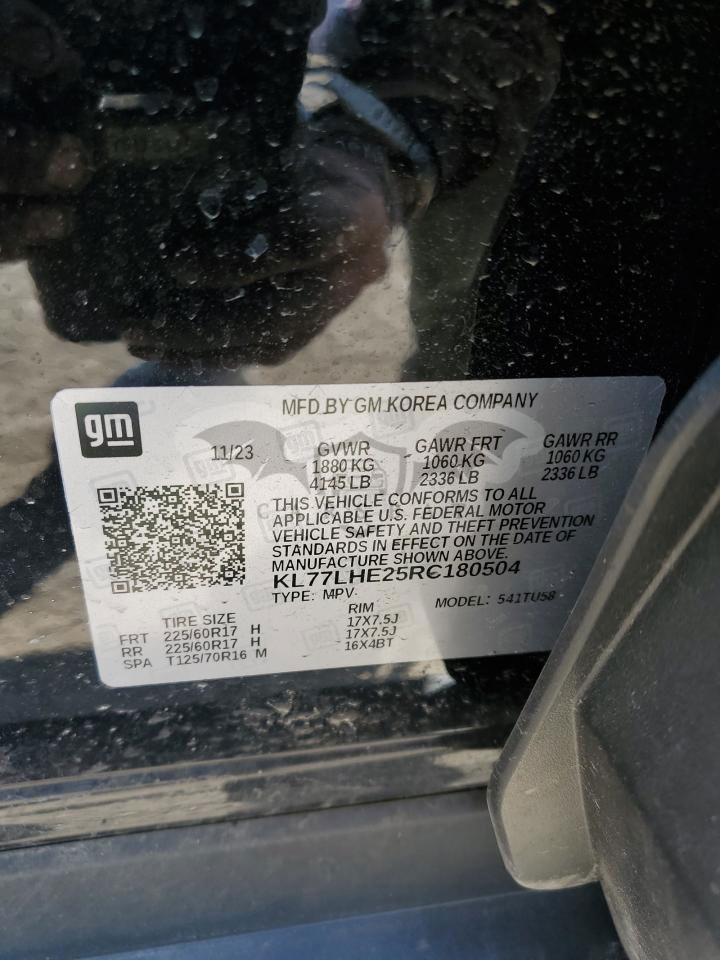 gm
MFD BY GM KOREA COMPANY
11/23
GVWR GAWR FRT GAWR RR
1880 KG 1060 KG 1060 KG
4145 LB 2336 LB 2336 LB
THIS VEHICLE CONFORMS TO ALL
APPLICABLE U.S. FEDERAL MOTOR
VEHICLE SAFETY AND THEFT PREVENTION
STANDARDS IN EFFECT ON THE DATE OF
MANUFACTURE SHOWN ABOVE.
KL77LHE25RC180504
TYPE: MPV MODEL: 541TU58
TIRE SIZE RIM
FRT 225/60R17 H 17X7.5J
RR 225/60R17 H 17X7.5J
SPA T125/70R16 M 16X4BT